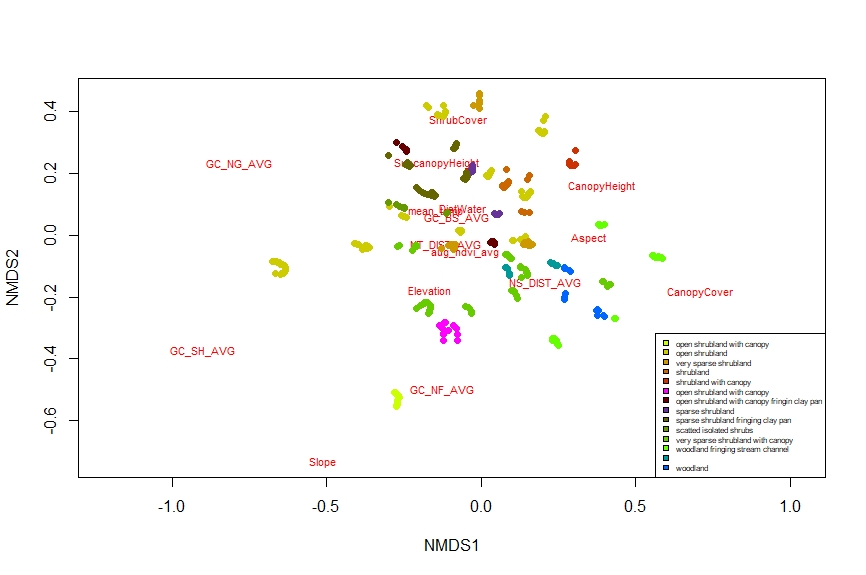 ShrubCover
GC_NG_AVG
SubcanopyHeight
CanopyHeight
DistWater
GC_BS_AVG
Aspect
NT_DIST_AVG
aug_ndvi_avg
NS_DIST_AVG
Elevation
CanopyCover
GC_SH_AVG
GC_NF_AVG
Slope
open shrubland with canopy
open shrubland
very sparse shrubland
shrubland
shrubland with canopy
open shrubland with canopy
open shrubland with canopy fringin clay pan
sparse shrubland
sparse shrubland fringing clay pan
scatted isolated shrubs
very sparse shrubland with canopy
woodland fringing stream channel
woodland
0.4
0.2
0.0
-0.2
-0.4
-0.6
NMDS2
-1.0 -0.5 0.0 0.5 1.0
NMDS1